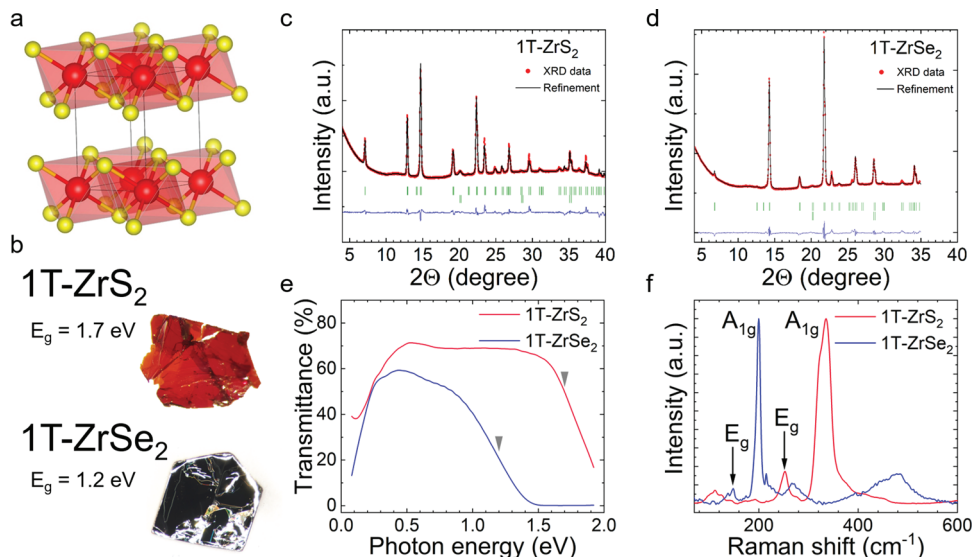 a
b
1T-ZrS2
Eg = 1.7 eV
1T-ZrSe2
Eg = 1.2 eV
c
1T-ZrS2
XRD data
Refinement
Intensity (a.u.)
5 10 15 20 25 30 35 40
2Θ (degree)
d
1T-ZrSe2
XRD data
Refinement
Intensity (a.u.)
5 10 15 20 25 30 35 40
2Θ (degree)
e
1T-ZrS2
1T-ZrSe2
Transmittance (%)
80
60
40
20
0
0.0 0.5 1.0 1.5 2.0
Photon energy (eV)
f
A1g
A1g
1T-ZrS2
1T-ZrSe2
Eg
Eg
Intensity (a.u.)
200 400 600
Raman shift (cm-1)